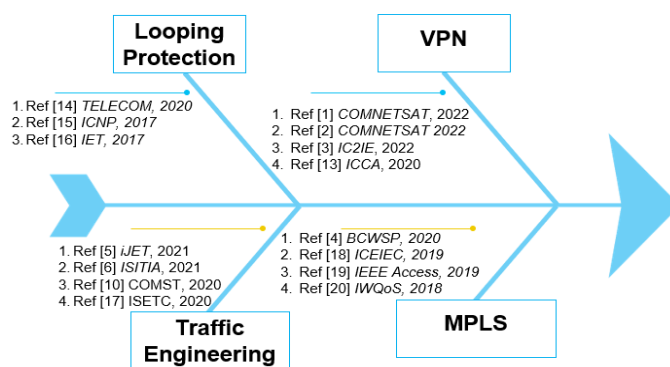 Looping
Protection
1. Ref [14] TELECOM, 2020
2. Ref [15] ICNP, 2017
3. Ref [16] IET, 2017
VPN
1. Ref [1] COMNETSAT, 2022
2. Ref [2] COMNETSAT 2022
3. Ref [3] IC2IE, 2022
4. Ref [13] ICCA, 2020
1. Ref [5] iJET, 2021
2. Ref [6] ISITIA, 2021
3. Ref [10] COMST, 2020
4. Ref [17] ISETC, 2020
Traffic
Engineering
1. Ref [4] BCWSP, 2020
2. Ref [18] ICEIEC, 2019
3. Ref [19] IEEE Access, 2019
4. Ref [20] IWQoS, 2018
MPLS